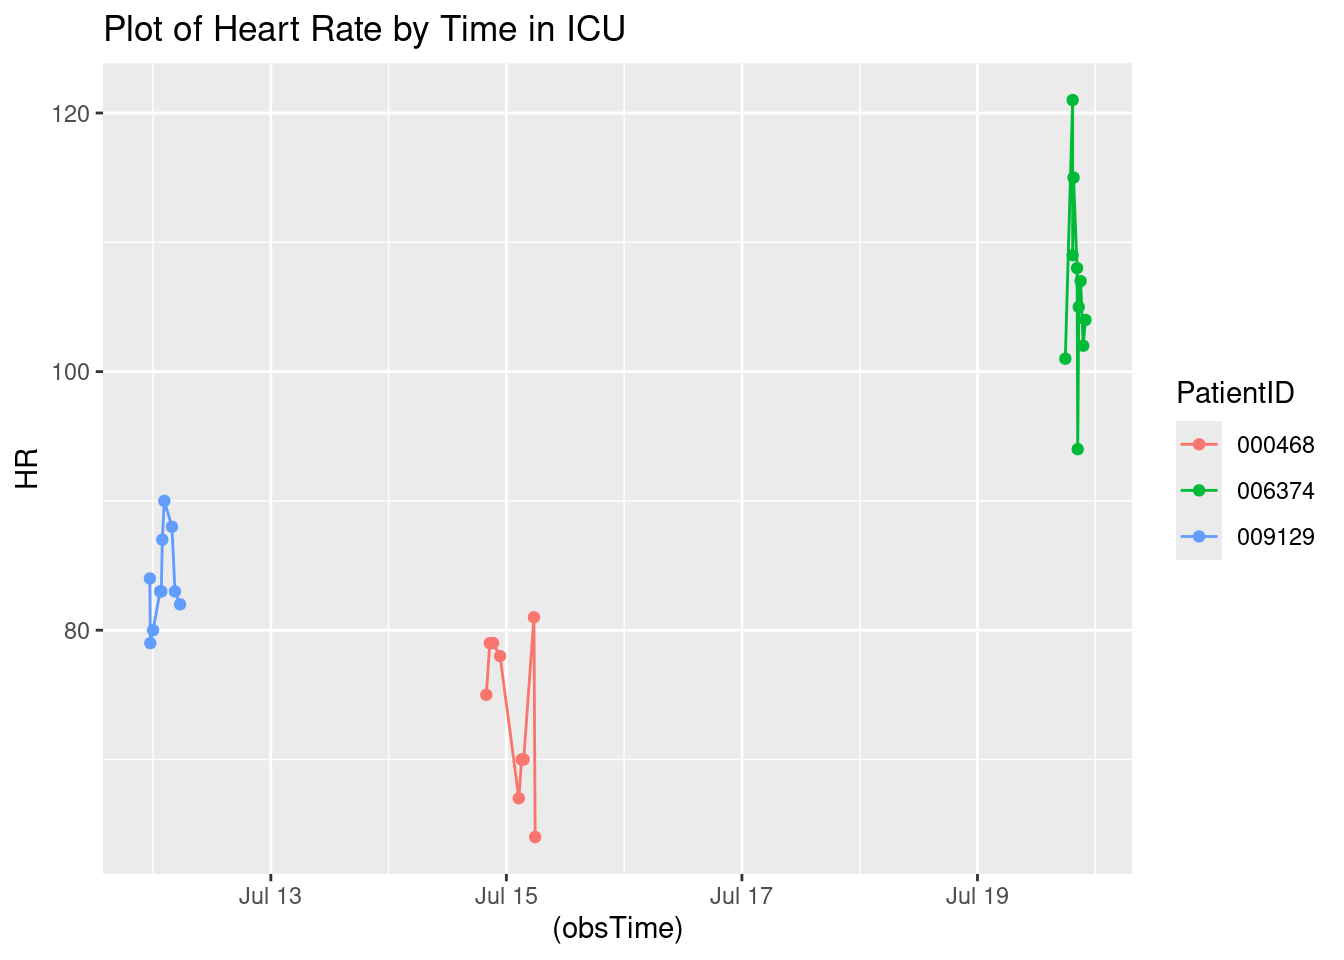 Plot of Heart Rate by Time in ICU
120
100
80
HR
Jul 13
Jul 15
Jul 17
Jul 19
(obsTime)
PatientID
000468
006374
009129